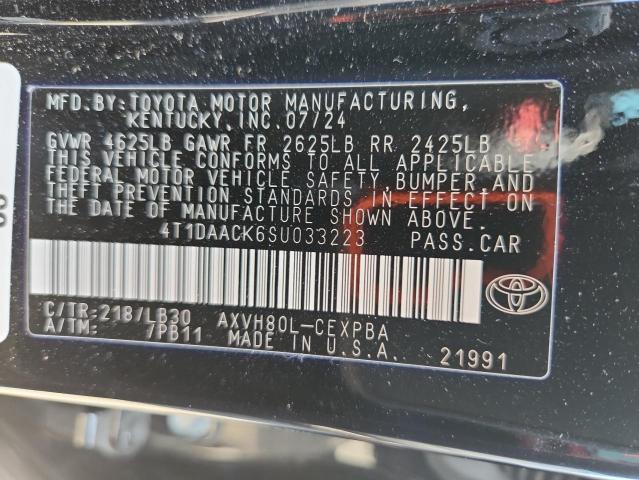 MFD.BY:TOYOTA MOTOR MANUFACTURING,
KENTUCKY,INC.07/24
GVWR 4625LB GAWR FR 2625LB RR 2425LB
THIS VEHICLE CONFORMS TO ALL APPLICABLE
FEDERAL MOTOR VEHICLE SAFETY,BUMPER,AND
THEFT PREVENTION STANDARDS IN EFFECT ON
THE DATE OF MANUFACTURE SHOWN ABOVE.
4T1DAACK6SU033223 PASS.CAR
C/TR:218/LB30 AXVH80L-CEXPBA
A/TM: 7PB11 MADE IN U.S.A. 21991